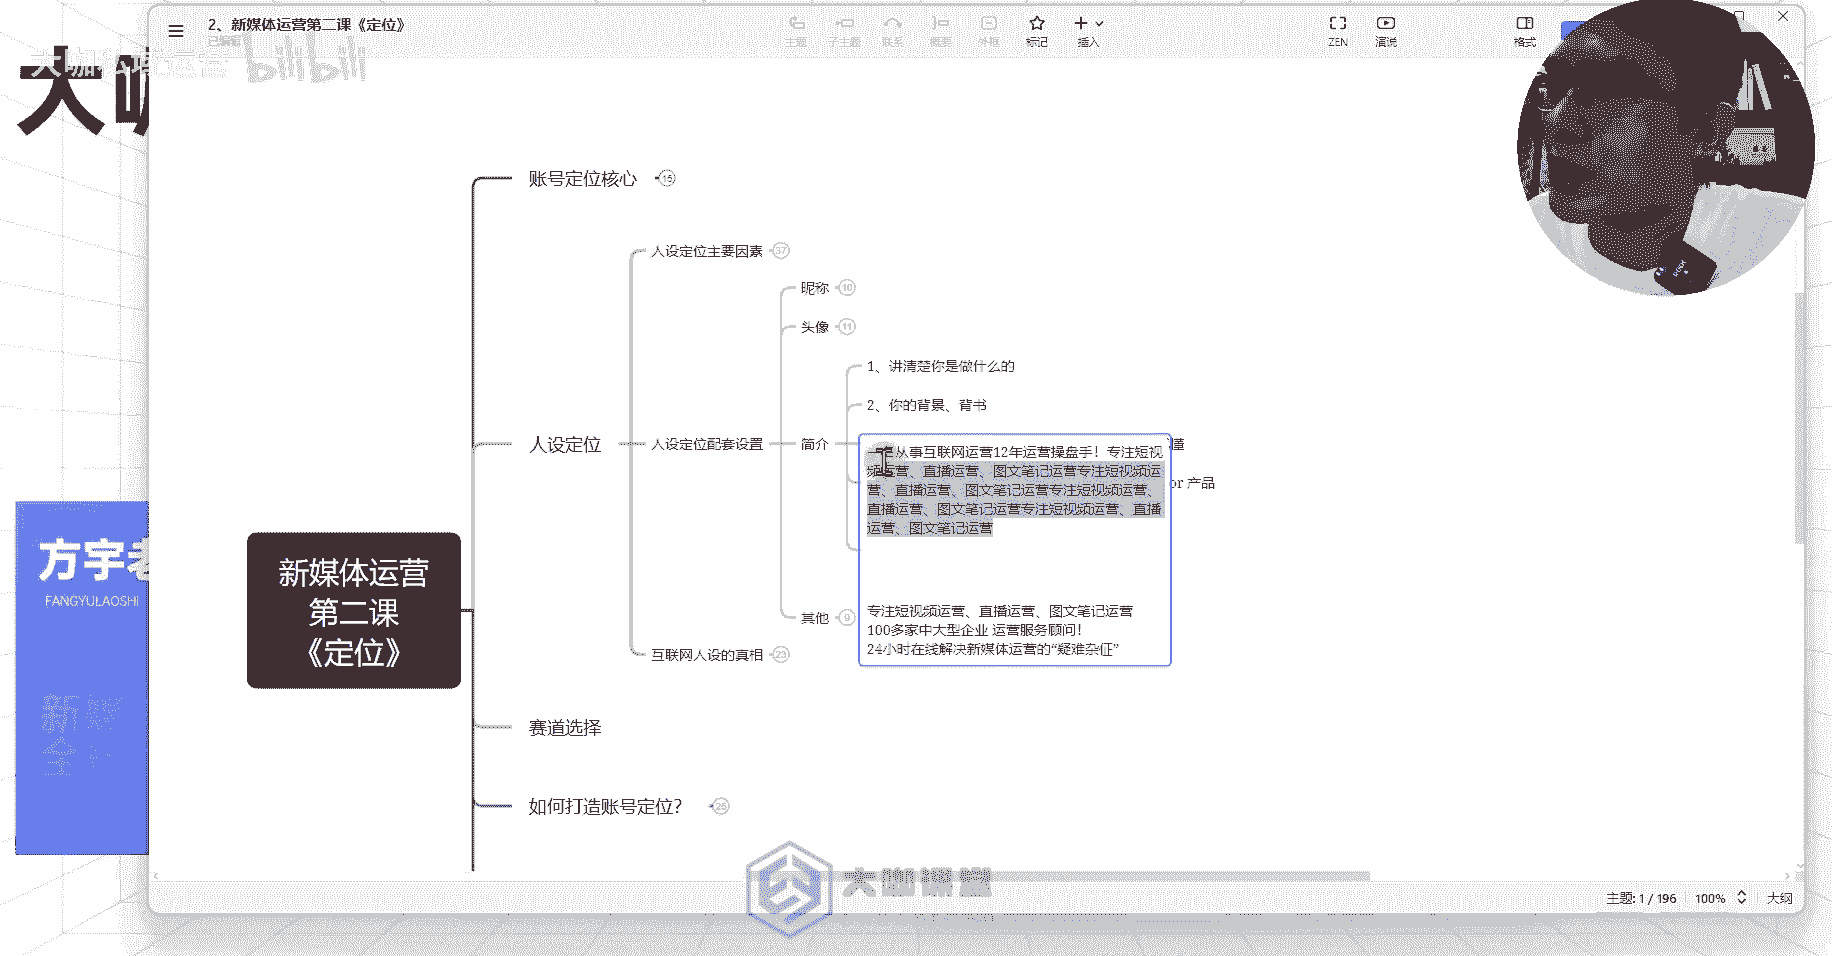 2、新媒体运营第二课《定位》
已编辑
主题
子主题
联系
概要
外框
标记
插入
ZEN
演说
格式
大咖私塾运营
bilibili
大咖
账号定位核心
15
人设定位主要因素
37
昵称
10
头像
11
1、讲清楚你是做什么的
2、你的背景、背书
人设定位
人设定位配套设置
简介
懂
从事互联网运营12年运营操盘手！专注短视
频运营、直播运营、图文笔记运营专注短视频运
营、直播运营、图文笔记运营专注短视频运营、
直播运营、图文笔记运营专注短视频运营、直播
运营、图文笔记运营
or 产品
专注短视频运营、直播运营、图文笔记运营
100多家中大型企业 运营服务顾问！
24小时在线解决新媒体运营的“疑难杂征”
其他
9
互联网人设的真相
23
新媒体运营
第二课
《定位》
赛道选择
如何打造账号定位？
25
方宇老
FANGYULAOSHI
新媒
全
大咖课堂
主题: 1 / 196
100%
大纲